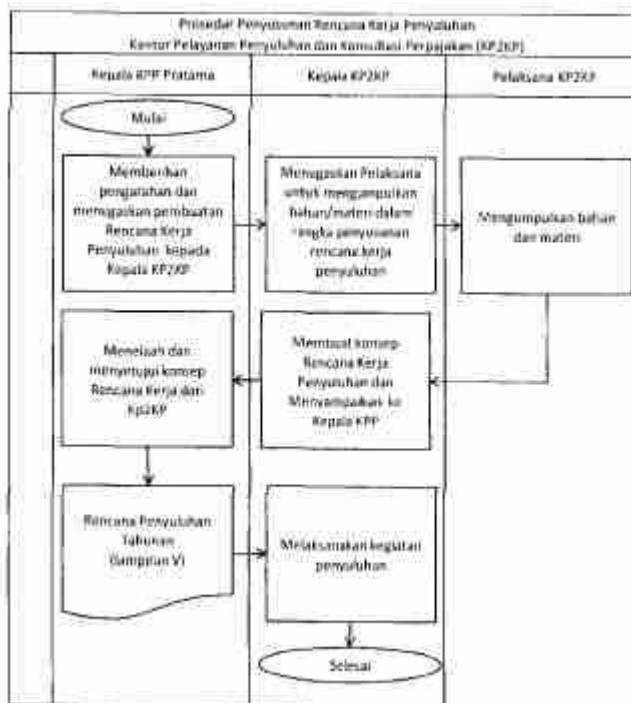 Prosedur Penyusunan Rencana Kerja Penyuluhan
Kantor Pelayanan Penyuluhan dan Konsultasi Perpajakan (KP2KP)
Kepala KPP Pratama
Kepala KP2KP
Pelaksana KP2KP
Mulai
Memberikan
pengarahan dan
menugaskan pembuatan
Rencana Kerja
Penyuluhan kepada
Kepala KP2KP
Menugaskan Pelaksana
untuk mengumpulkan
bahan/materi dalam
rangka penyusunan
rencana kerja
penyuluhan
Mengumpulkan bahan
dan materi
Menelaah dan
menyetujui konsep
Rencana Kerja dari
Kp2KP
Membuat konsep
Rencana Kerja
Penyuluhan dan
Menyampaikan ke
Kepala KPP
Rencana Penyuluhan
Tahunan
(lampiran V)
Melaksanakan kegiatan
penyuluhan
Selesai